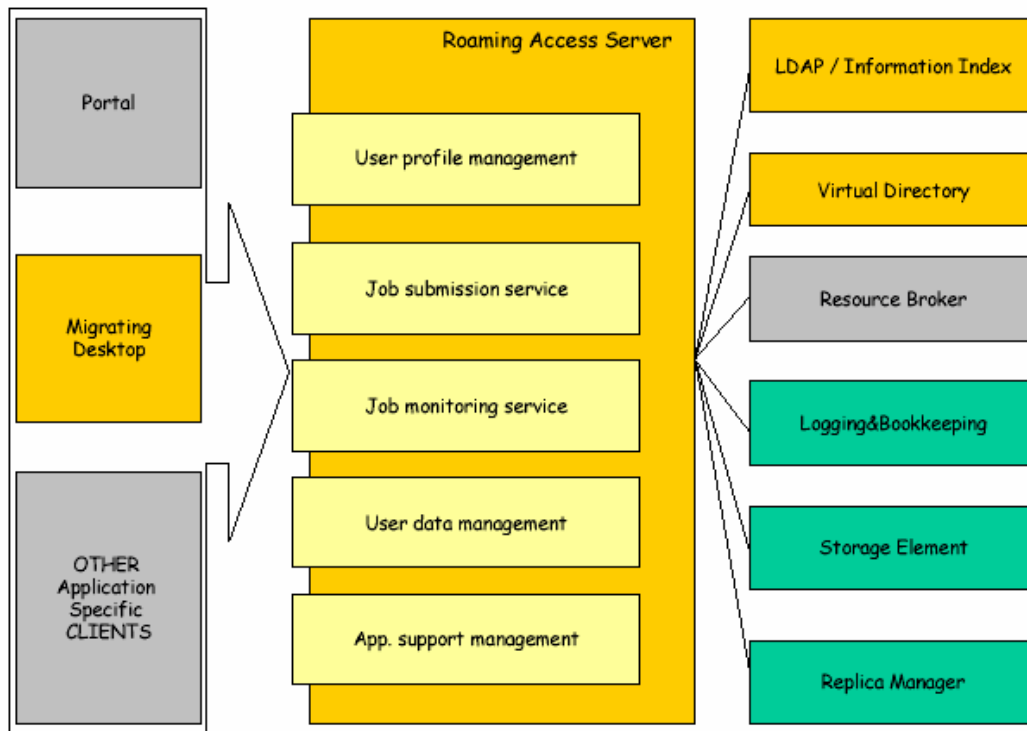 Portal
Migrating
Desktop
OTHER
Application
Specific
CLIENTS
Roaming Access Server
User profile management
Job submission service
Job monitoring service
User data management
App. support management
LDAP / Information Index
Virtual Directory
Resource Broker
Logging&Bookkeeping
Storage Element
Replica Manager